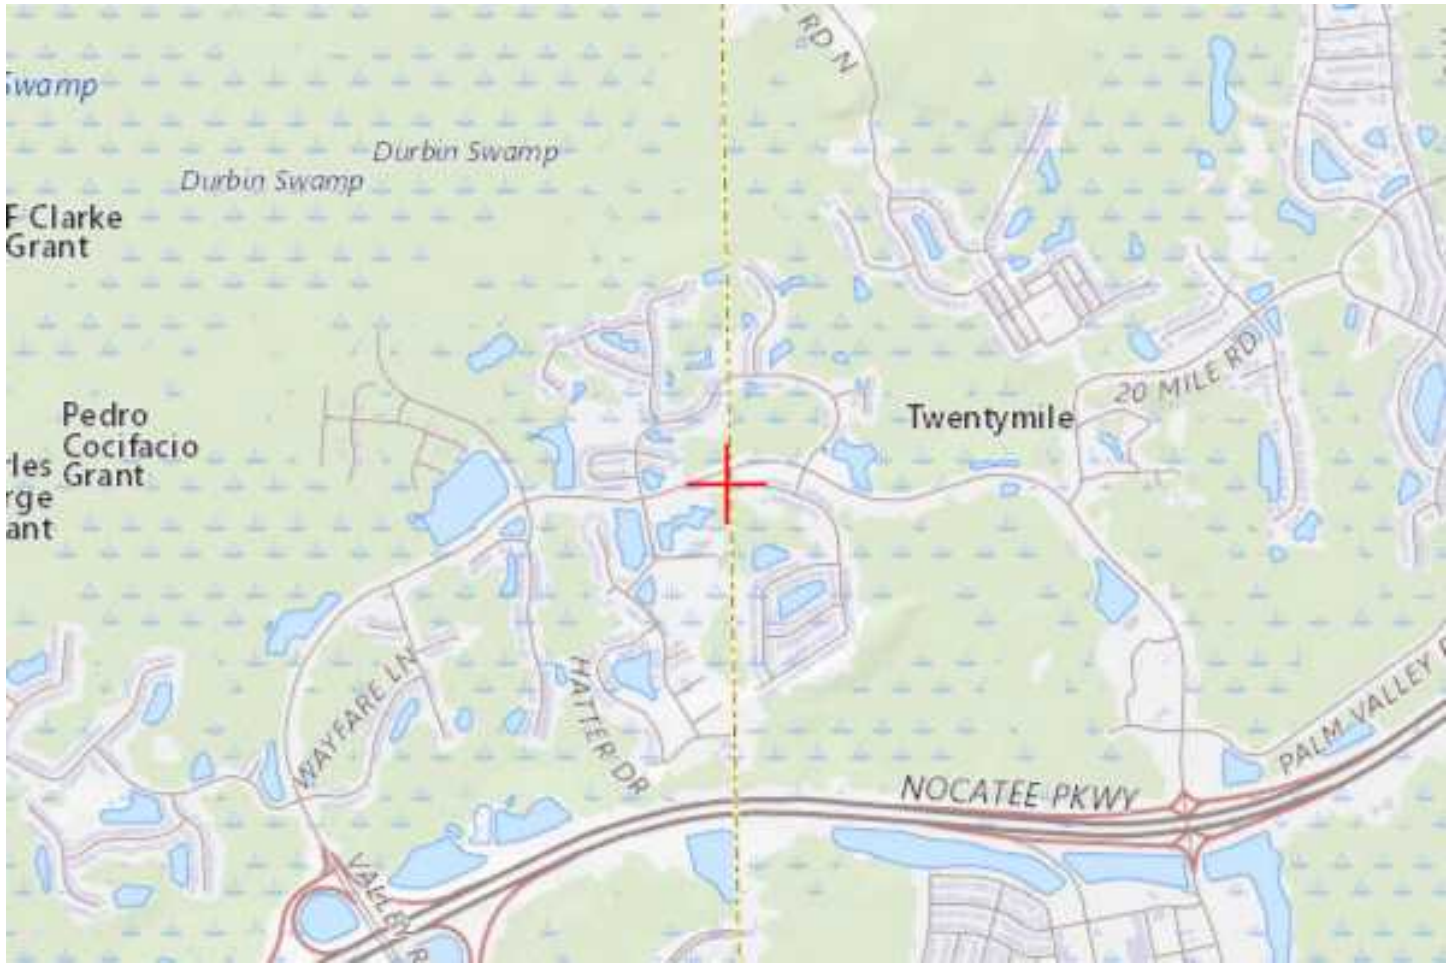 RD N
Swamp
Durbin Swamp
Durbin Swamp
F Clarke
Grant
20 MILE RD
Pedro
Cocifacio
Grant
Twentymile
rles
rge
ant
WAYFARE LN
HATTER DR
PALM VALLEY
NOCATEE PKWY
VALLEY R